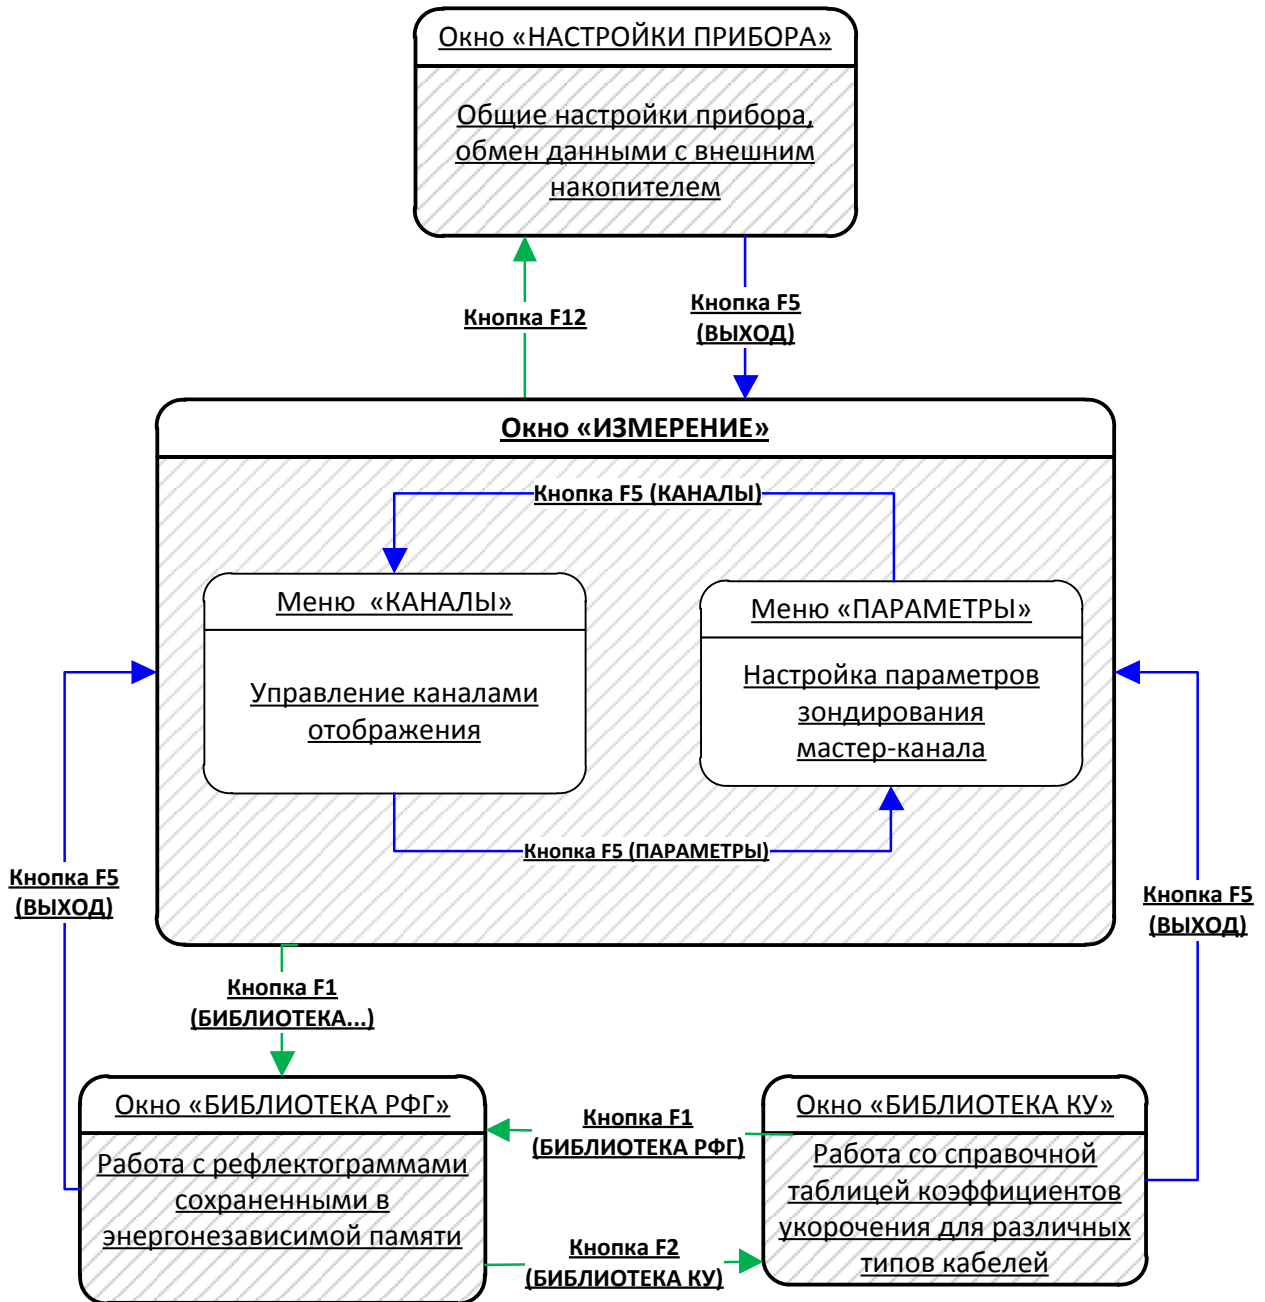 Окно «НАСТРОЙКИ ПРИБОРА»
Общие настройки прибора,
обмен данными с внешним
накопителем
Кнопка F12
Кнопка F5
(ВЫХОД)
Окно «ИЗМЕРЕНИЕ»
Кнопка F5 (КАНАЛЫ)
Меню «КАНАЛЫ»
Управление каналами
отображения
Меню «ПАРАМЕТРЫ»
Настройка параметров
зондирования
мастер-канала
Кнопка F5 (ПАРАМЕТРЫ)
Кнопка F5
(ВЫХОД)
Кнопка F5
(ВЫХОД)
Кнопка F1
(БИБЛИОТЕКА...)
Окно «БИБЛИОТЕКА РФГ»
Работа с рефлектограммами
сохраненными в
энергонезависимой памяти
Кнопка F1
(БИБЛИОТЕКА РФГ)
Кнопка F2
(БИБЛИОТЕКА КУ)
Окно «БИБЛИОТЕКА КУ»
Работа со справочной
таблицей коэффициентов
укорочения для различных
типов кабелей